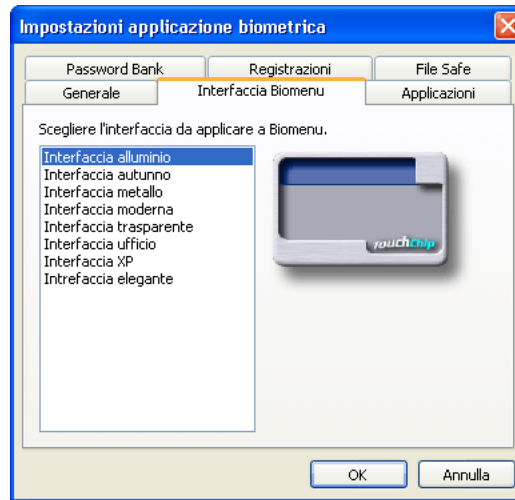 Impostazioni applicazione biometrica
Password Bank Registrazioni File Safe
Generale Interfaccia Biomenu Applicazioni
Scegliere l'interfaccia da applicare a Biomenu.
Interfaccia alluminio
Interfaccia autunno
Interfaccia metallo
Interfaccia moderna
Interfaccia trasparente
Interfaccia ufficio
Interfaccia XP
Intrefaccia elegante
touchchip
OK Annulla